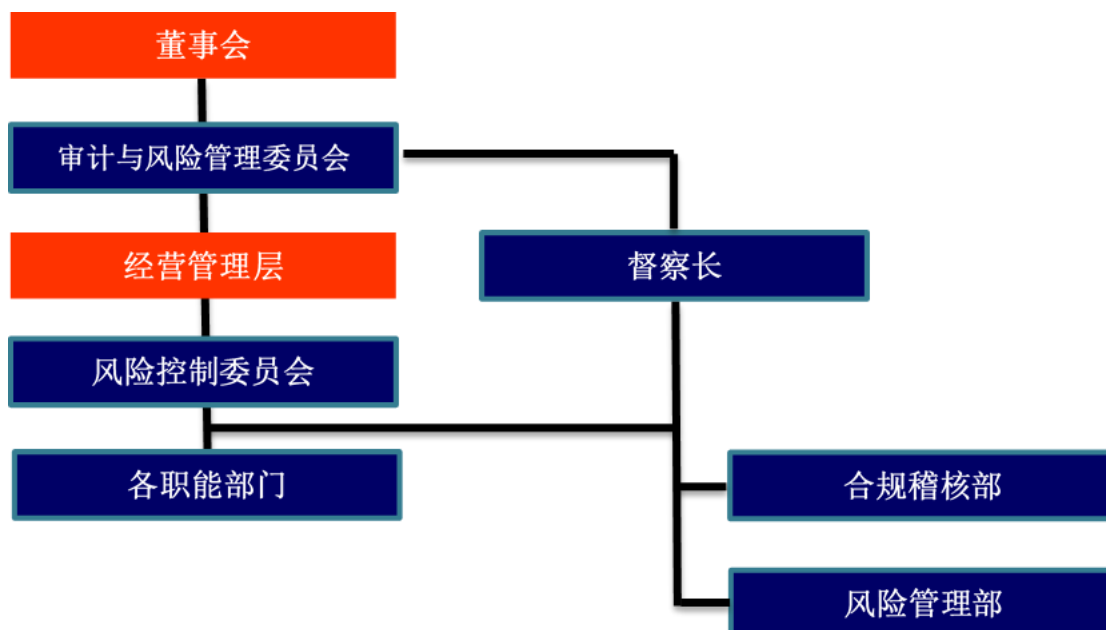 董事会
审计与风险管理委员会
经营管理层
督察长
风险控制委员会
各职能部门
合规稽核部
风险管理部